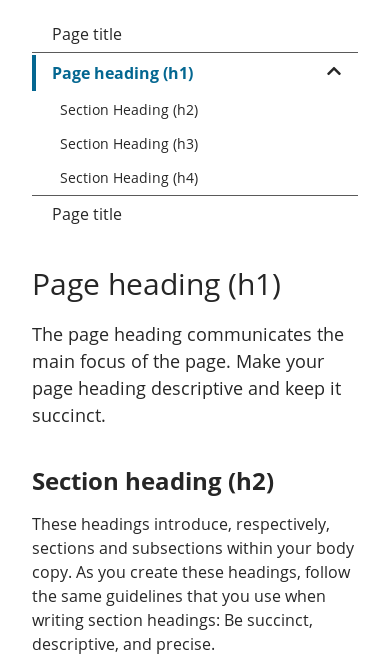 Page title
Page heading (h1)
Section Heading (h2)
Section Heading (h3)
Section Heading (h4)
Page title
Page heading (h1)
The page heading communicates the
main focus of the page. Make your
page heading descriptive and keep it
succinct.
Section heading (h2)
These headings introduce, respectively,
sections and subsections within your body
copy. As you create these headings, follow
the same guidelines that you use when
writing section headings: Be succinct,
descriptive, and precise.